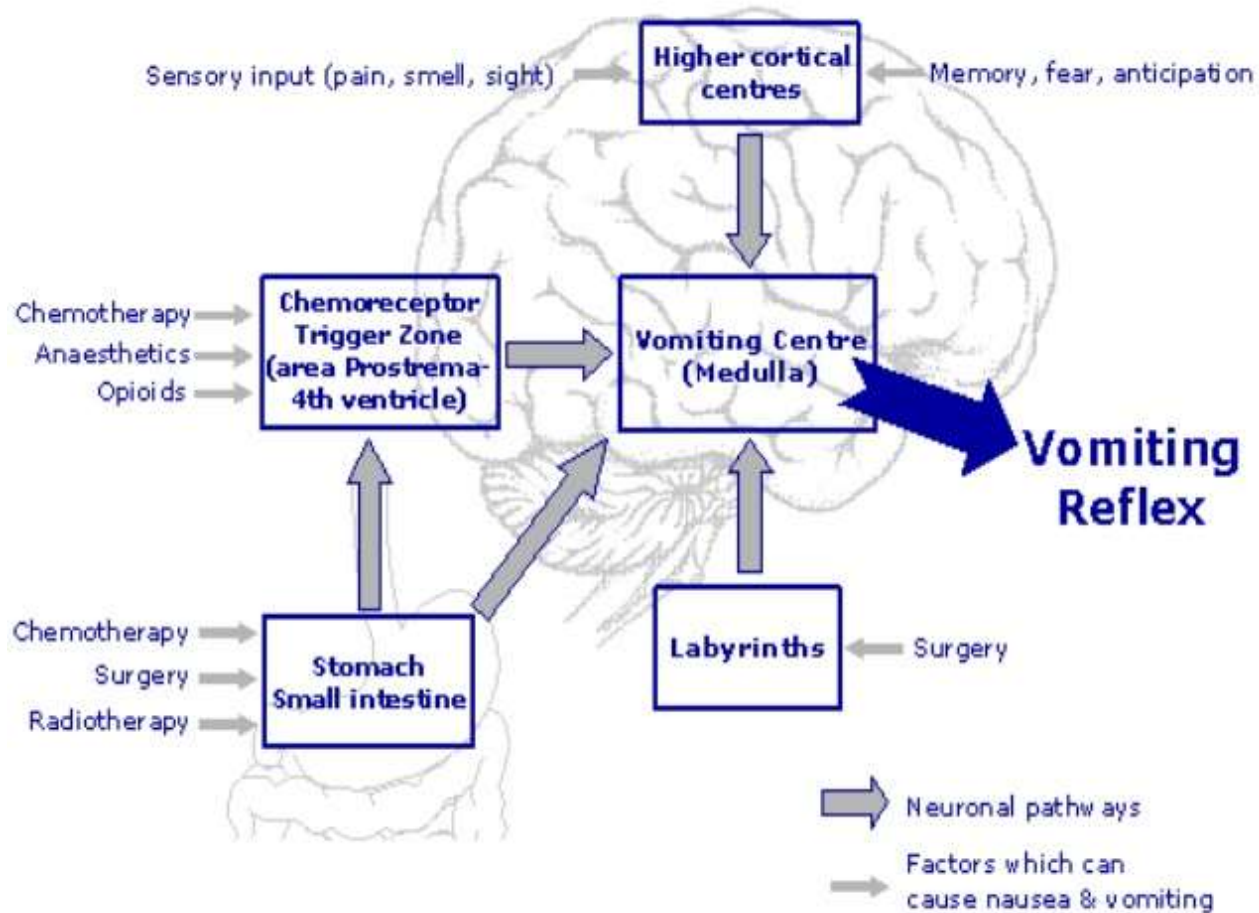 Higher cortical
centres
Sensory input (pain, smell, sight)
Memory, fear, anticipation
Chemotherapy
Anaesthetics
Opioids
Chemoreceptor
Trigger Zone
(area Prostrema-
4th ventricle)
Vomiting Centre
(Medulla)
Vomiting
Reflex
Chemotherapy
Surgery
Radiotherapy
Stomach
Small intestine
Labyrinths
Surgery
Neuronal pathways
Factors which can
cause nausea & vomiting